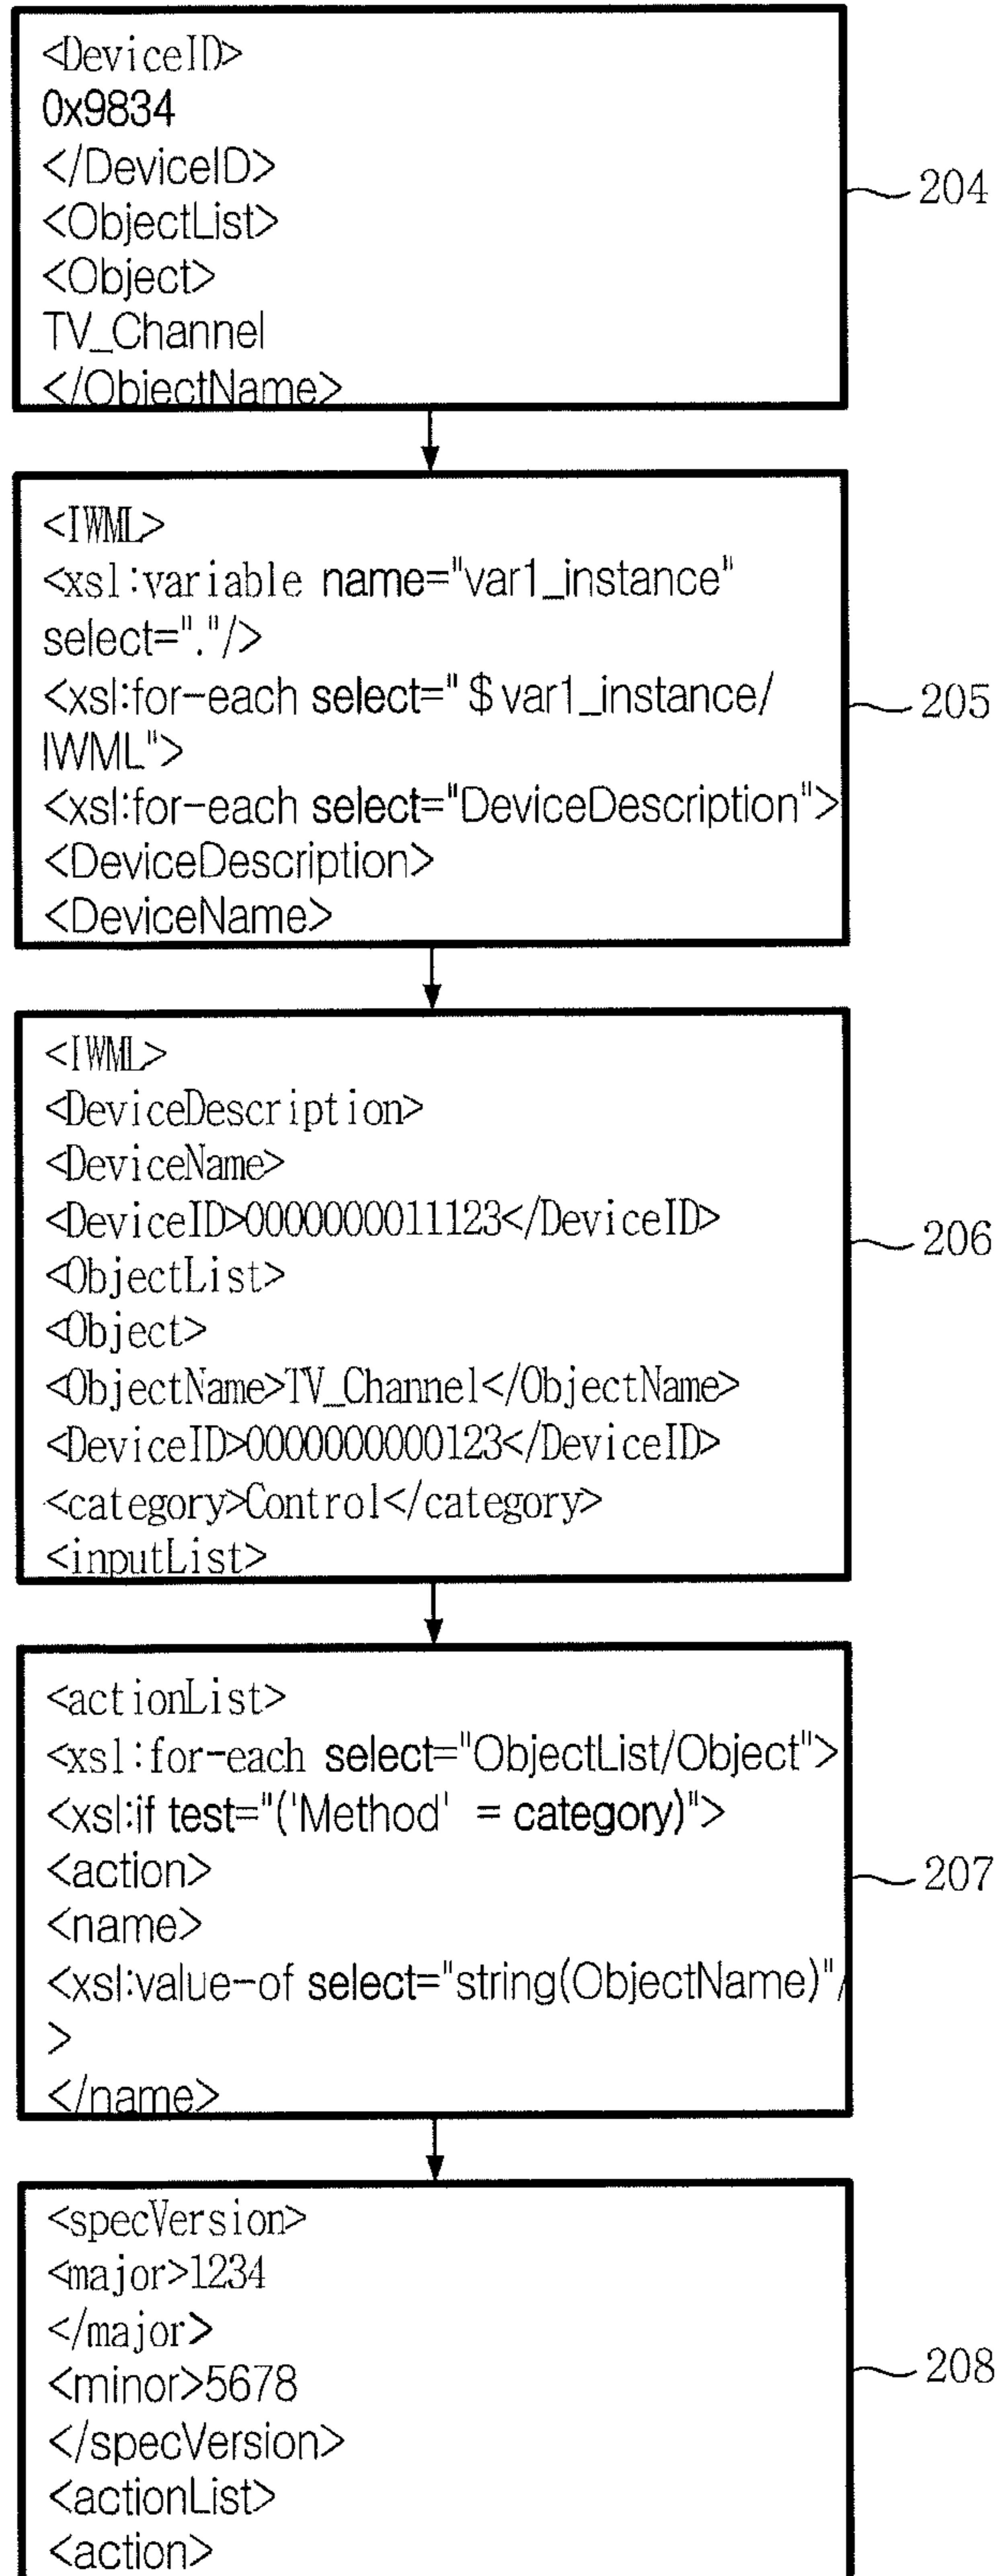 <DeviceID>
0x9834
</DeviceID>
<ObjectList>
<Object>
TV_Channel
</ObjectName>
204
<IWML>
<xsl:variable name="var1_instance"
select="."/>
<xsl:for-each select="$var1_instance/
IWML">
<xsl:for-each select="DeviceDescription">
<DeviceDescription>
<DeviceName>
205
<IWML>
<DeviceDescription>
<DeviceName>
<DeviceID>0000000011123</DeviceID>
<ObjectList>
<Object>
<ObjectName>TV_Channel</ObjectName>
<DeviceID>0000000000123</DeviceID>
<category>Control</category>
<inputList>
206
<actionList>
<xsl:for-each select="ObjectList/Object">
<xsl:if test="('Method' = category)">
<action>
<name>
<xsl:value-of select="string(ObjectName)"/
>
</name>
207
<specVersion>
<major>1234
</major>
<minor>5678
</specVersion>
<actionList>
<action>
208